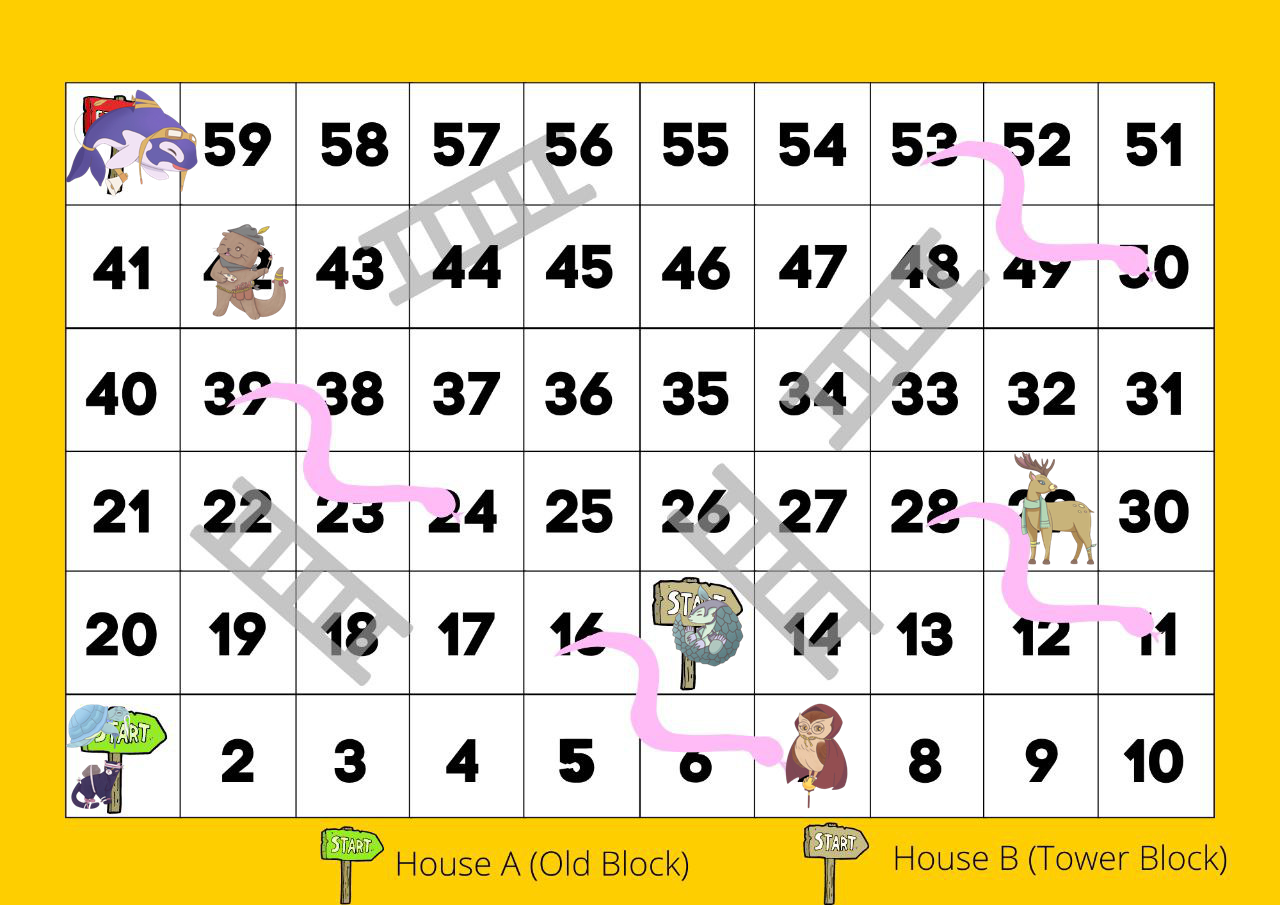 59 58 57 56 55 54 53 52 51
41 43 44 45 46 47 48 49 50
40 39 38 37 36 35 34 33 32 31
21 22 23 24 25 26 27 28 30
20 19 18 17 16 START 14 13 12 11
START 2 3 4 5 6 8 9 10
START House A (Old Block)
START House B (Tower Block)